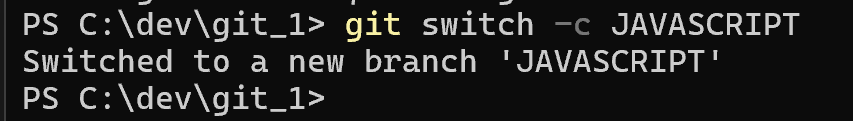 PS C:\dev\git_1> git switch -c JAVASCRIPT
Switched to a new branch 'JAVASCRIPT'
PS C:\dev\git_1>